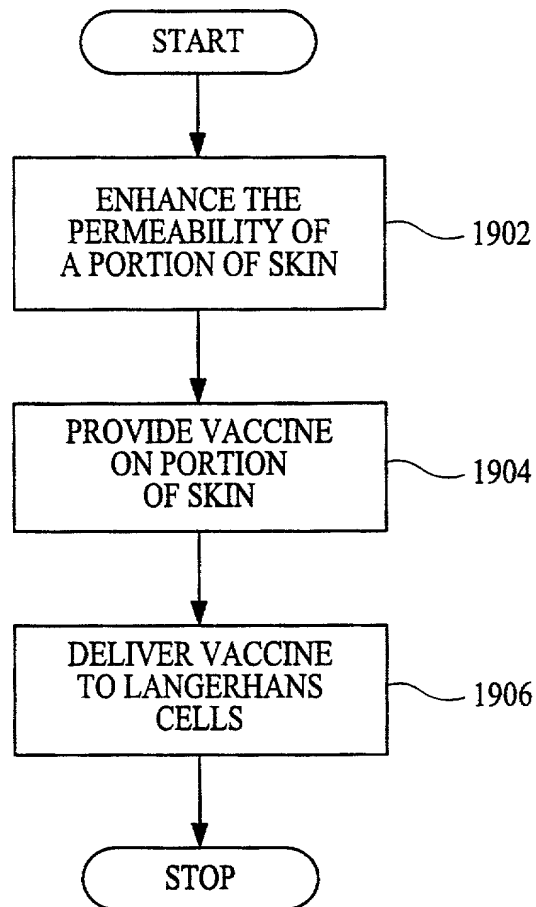 START
ENHANCE THE
PERMEABILITY OF
A PORTION OF SKIN
1902
PROVIDE VACCINE
ON PORTION
OF SKIN
1904
DELIVER VACCINE
TO LANGERHANS
CELLS
1906
STOP